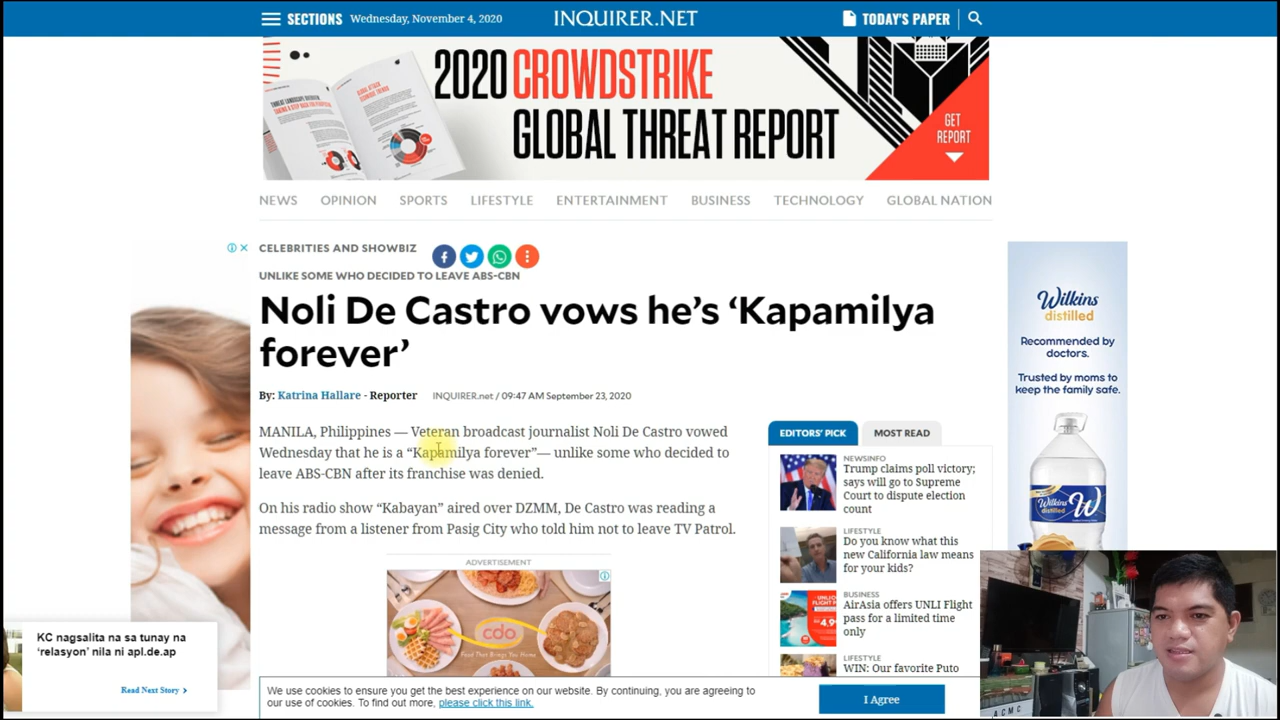 SECTIONS Wednesday, November 4, 2020
INQUIRER.NET
TODAY'S PAPER
2020 CROWDSTRIKE
GLOBAL THREAT REPORT
GET
REPORT
NEWS OPINION SPORTS LIFESTYLE ENTERTAINMENT BUSINESS TECHNOLOGY GLOBAL NATION
CELEBRITIES AND SHOWBIZ
UNLIKE SOME WHO DECIDED TO LEAVE ABS-CBN
Noli De Castro vows he's ‘Kapamilya
forever’
By: Katrina Hallare - Reporter INQUIRER.net / 09:47 AM September 23, 2020
MANILA, Philippines — Veteran broadcast journalist Noli De Castro vowed
Wednesday that he is a “Kapamilya forever”— unlike some who decided to
leave ABS-CBN after its franchise was denied.
On his radio show “Kabayan” aired over DZMM, De Castro was reading a
message from a listener from Pasig City who told him not to leave TV Patrol.
ADVERTISEMENT
cdo
Food That Brings You Home
EDITORS' PICK MOST READ
NEWSINFO
Trump claims poll victory;
says will go to Supreme
Court to dispute election
count
LIFESTYLE
Do you know what this
new California law means
for your kids?
BUSINESS
AirAsia offers UNLI Flight
pass for a limited time
only
LIFESTYLE
WIN: Our favorite Puto
Wilkins
distilled
Recommended by
doctors.
Trusted by moms to
keep the family safe.
Wilkins
KC nagsalita na sa tunay na
‘relasyon’ nila ni apl.de.ap
Read Next Story
We use cookies to ensure you get the best experience on our website. By continuing, you are agreeing to
our use of cookies. To find out more, please click this link.
I Agree
ACMC